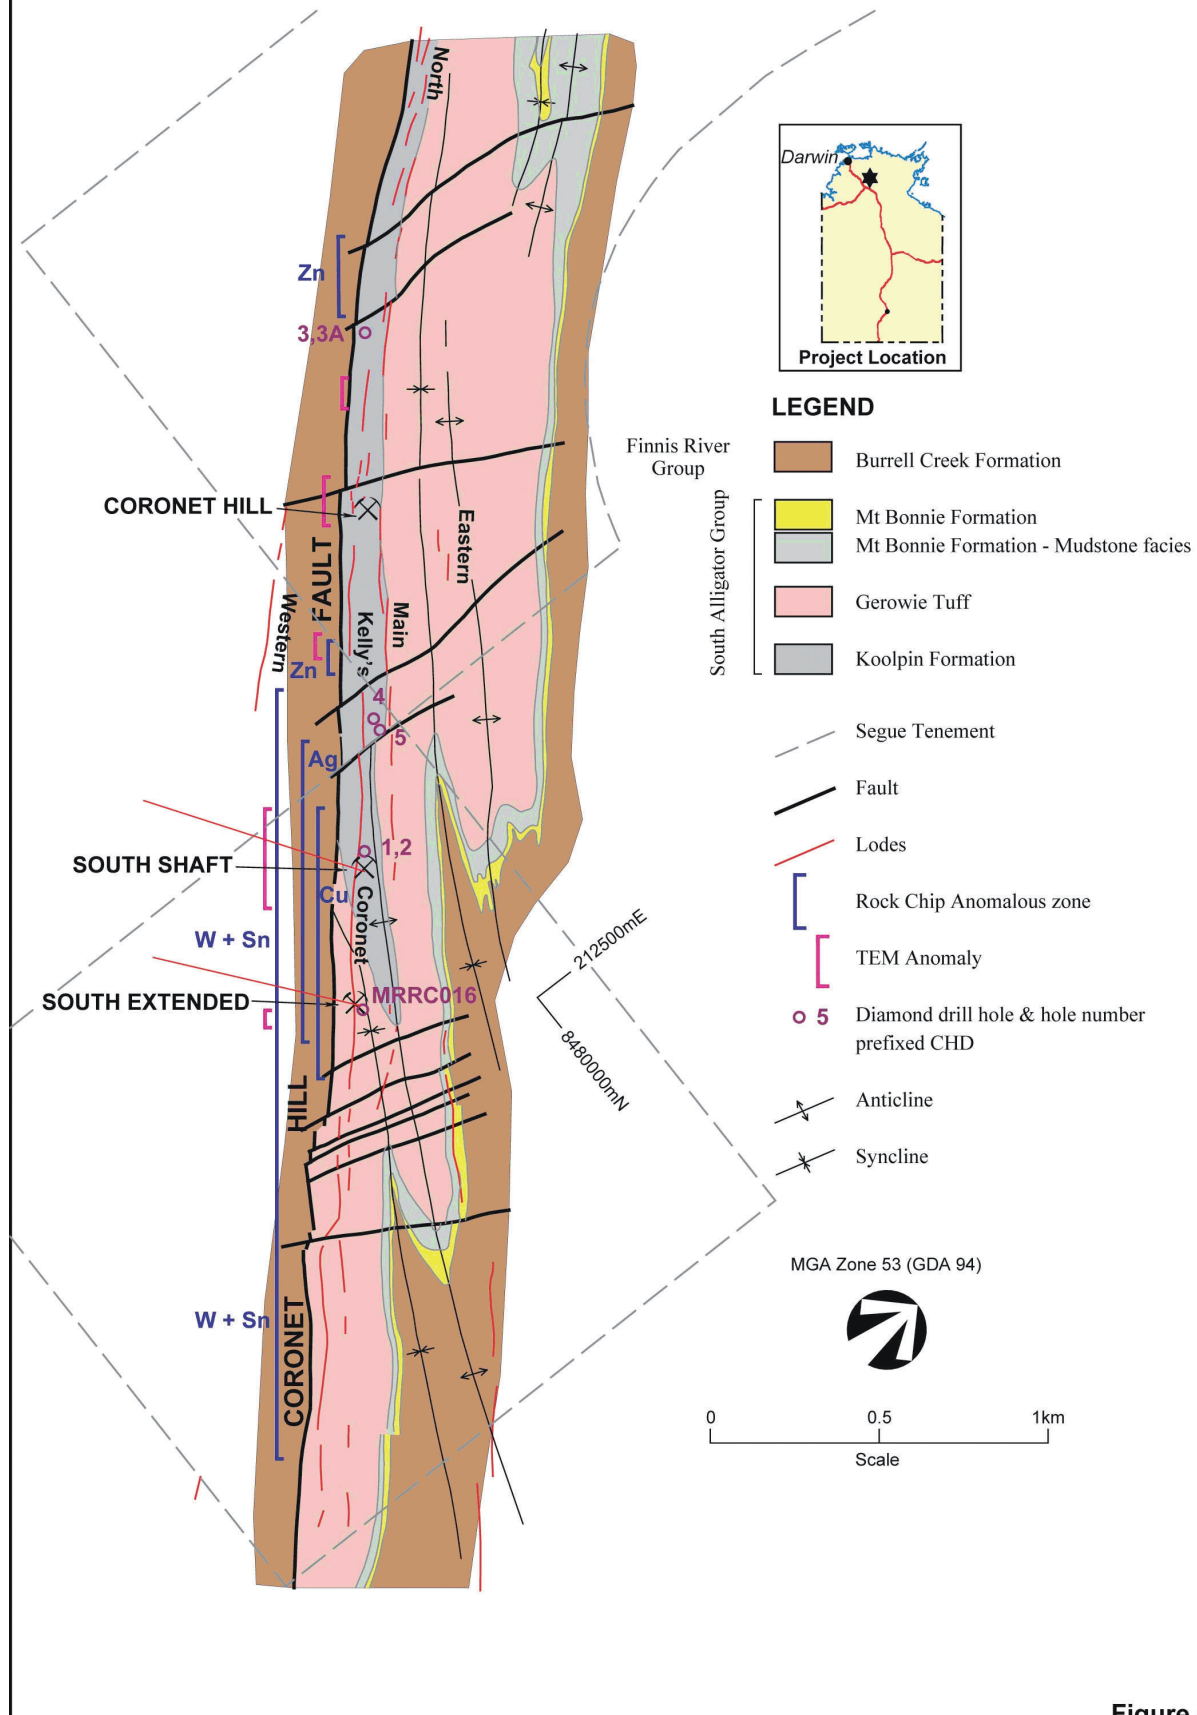 North
Darwin
Project Location
Zn
3,3A
LEGEND
Finnis River
Group
Burrell Creek Formation
South Alligator Group
Mt Bonnie Formation
Mt Bonnie Formation - Mudstone facies
Gerowie Tuff
Koolpin Formation
CORONET HILL
FAULT
Eastern
Western
Kelly's
Main
Zn
4
5
Ag
Segue Tenement
Fault
Lodes
1,2
SOUTH SHAFT
Cu
Coronet
Rock Chip Anomalous zone
W + Sn
212500mE
TEM Anomaly
SOUTH EXTENDED
MRRC016
5
Diamond drill hole & hole number
prefixed CHD
8480000mN
HILL
Anticline
Syncline
MGA Zone 53 (GDA 94)
W + Sn
CORONET
0
0.5
1km
Scale
Figure